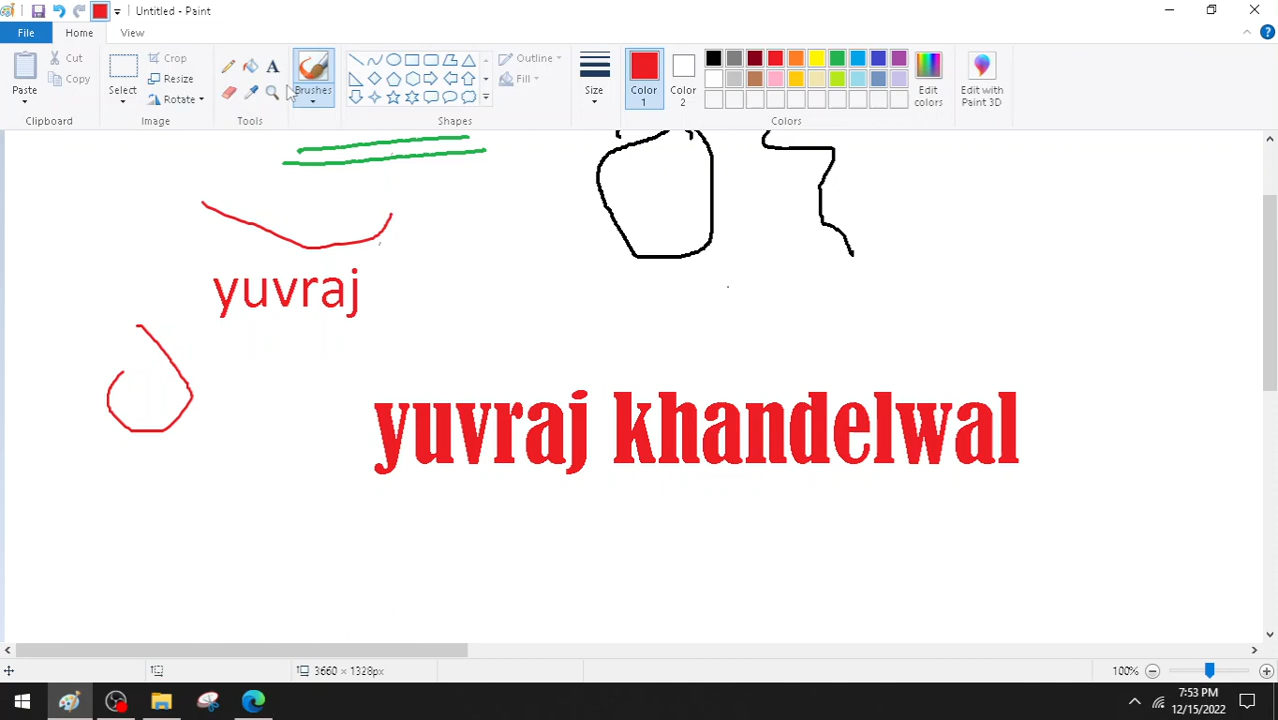 Untitled - Paint
File
Home
View
Paste
Cut
Copy
Clipboard
Select
Crop
Resize
Rotate
Image
A
Tools
Brushes
Shapes
Outline
Fill
Size
Color 1
Color 2
Edit colors
Edit with Paint 3D
Colors
yuvraj
yuvraj khandelwal
3660 × 1328px
100%
7:53 PM
12/15/2022